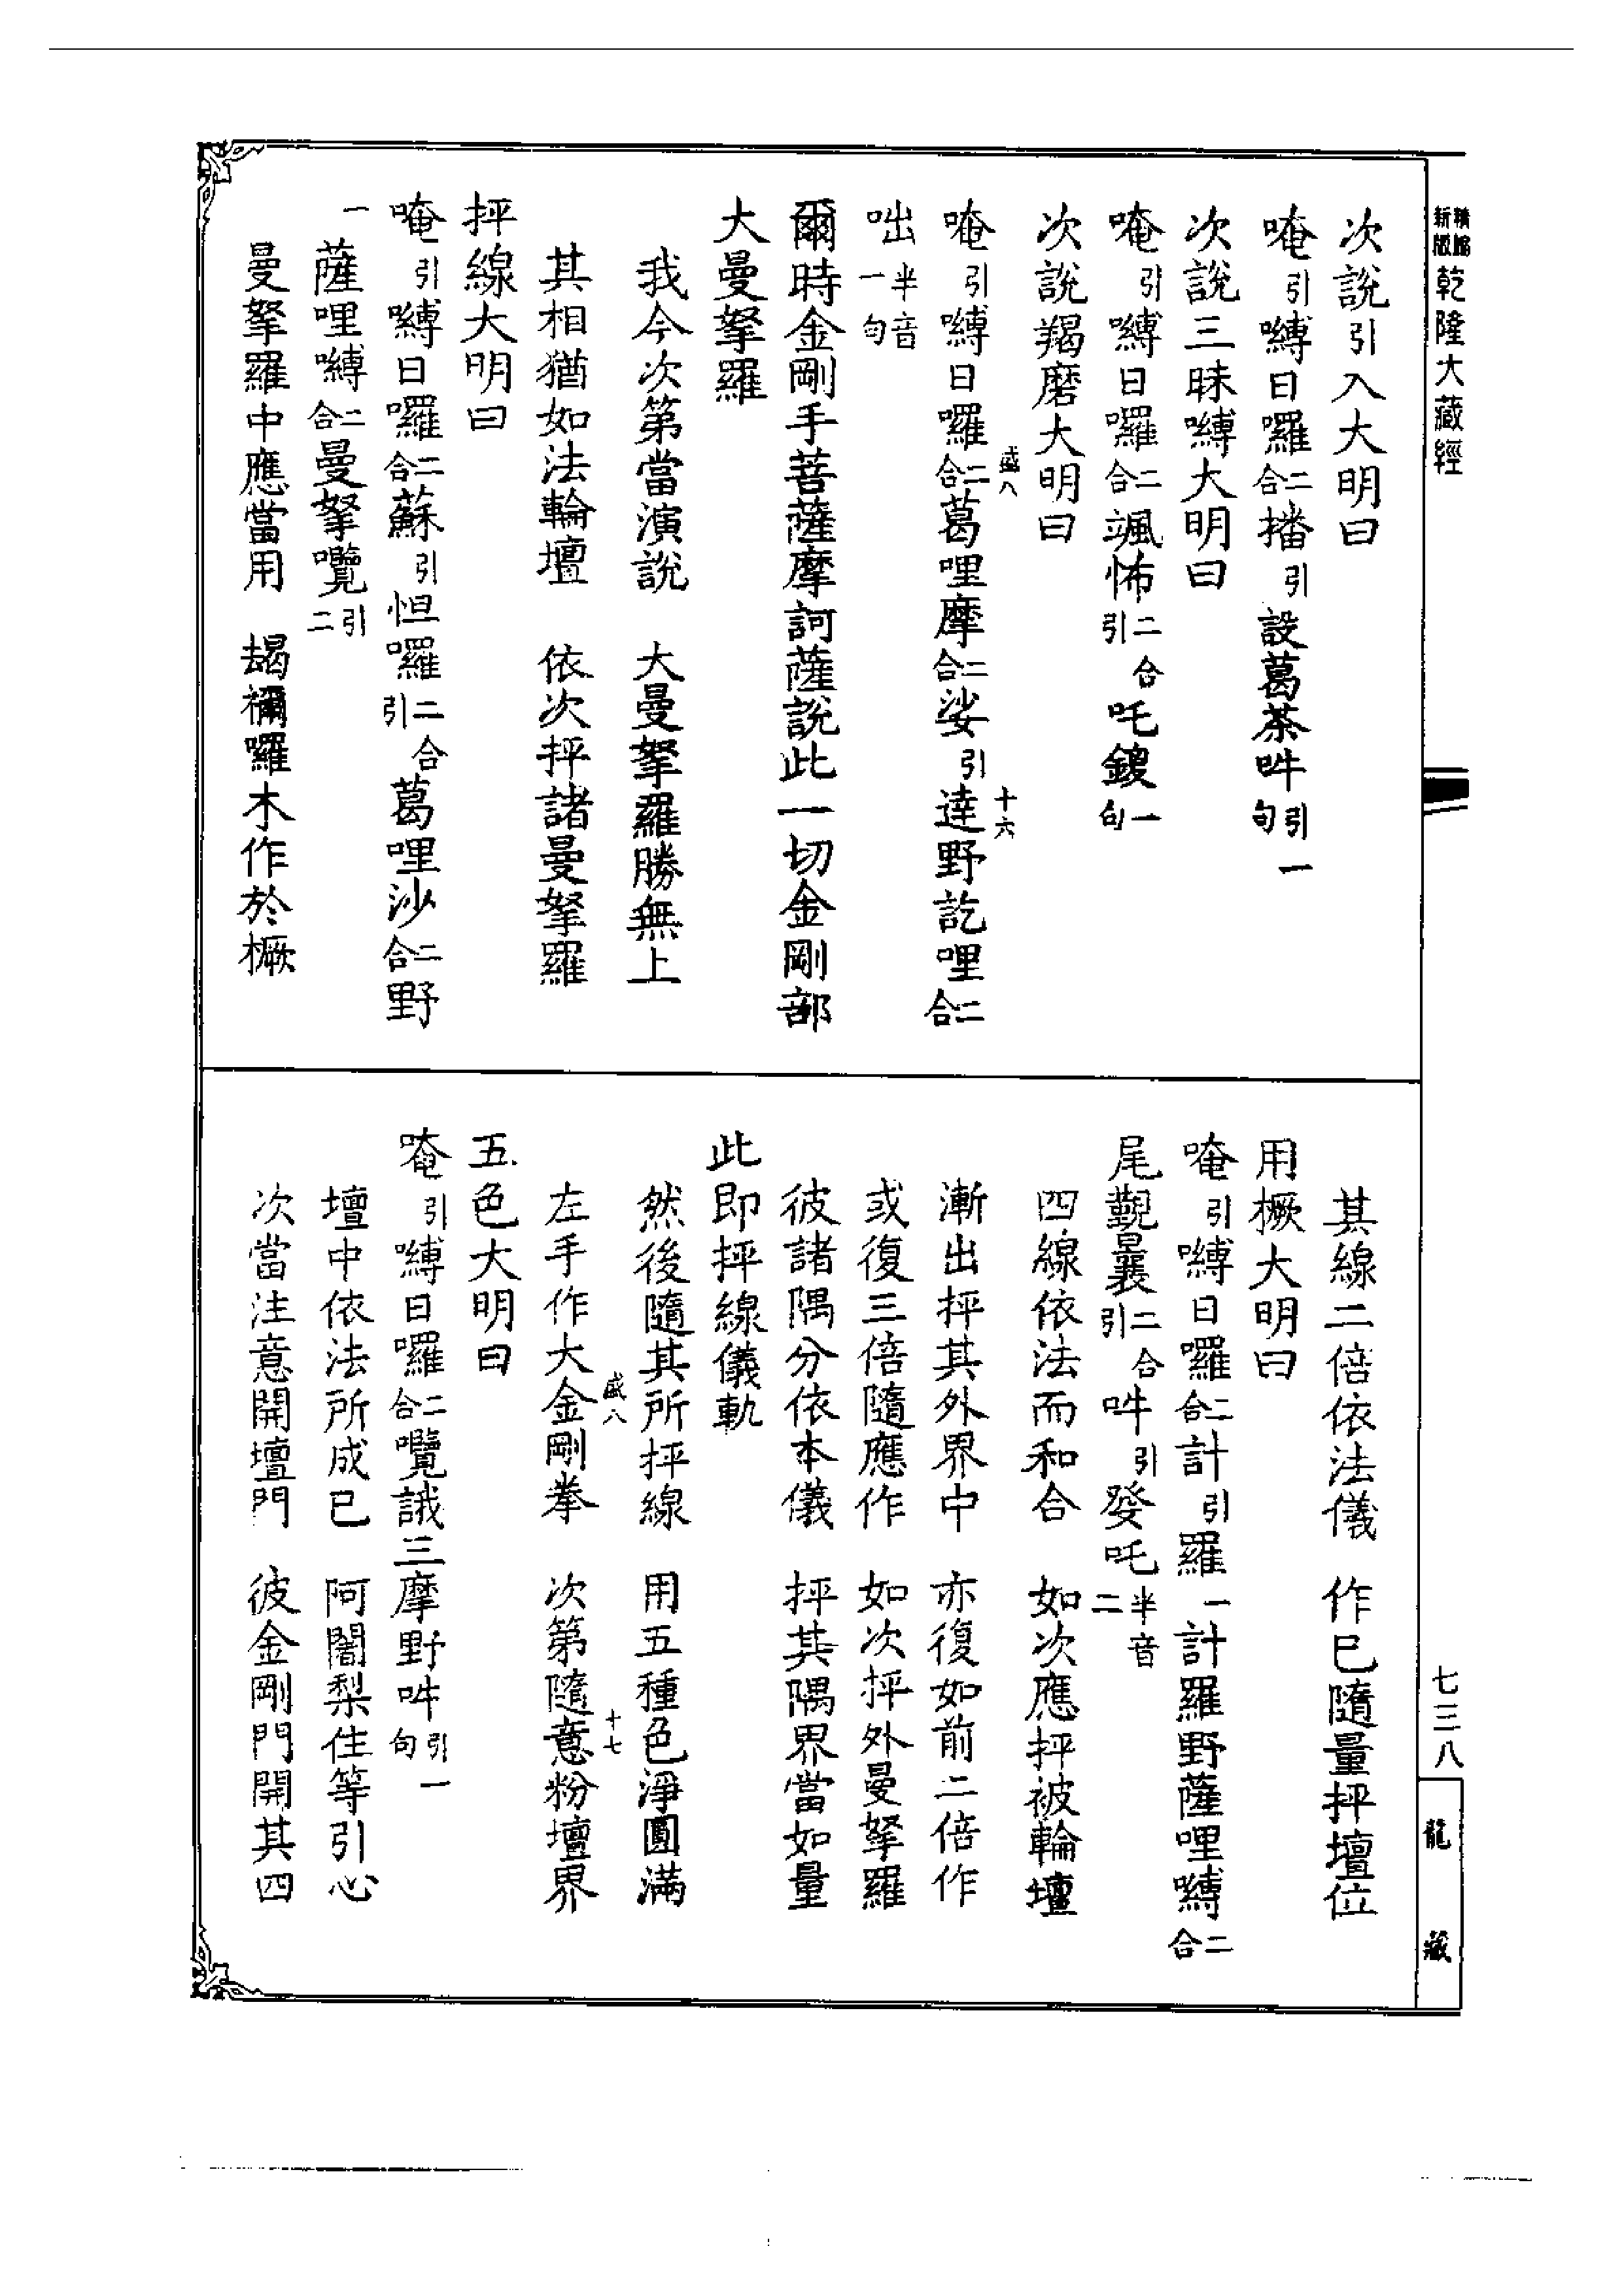 新版 精縮 乾隆大藏經
次說引入大明曰
唵引嚩日囉二合播引設葛茶吽引一句
次說三昧嚩大明曰
唵引嚩日囉二合颯怖二合引吒鑁一句
次說羯磨大明曰
唵引嚩日囉二合葛哩摩二合娑引達野訖哩二合
盛八 十六
咄半音一句
爾時金剛手菩薩摩訶薩說此一切金剛部
大曼拏羅
我今次第當演說 大曼拏羅勝無上
其相猶如法輪壇 依次抨諸曼拏羅
抨線大明曰
唵引嚩日囉二合蘇引怛囉二合引葛哩沙二合野
一薩哩嚩二合曼拏囕引二
曼拏羅中應當用 朅禰囉木作於橛
其線二倍依法儀 作已隨量抨壇位
用橛大明曰
唵引嚩日囉二合計引羅一計羅野薩哩嚩二合
尾覲曩二合引吽引癹吒半音二
四線依法而和合 如次應抨被輪壇
漸出抨其外界中 亦復如前二倍作
或復三倍隨應作 如次抨外曼拏羅
彼諸隅分依本儀 抨其隅界當如量
此即抨線儀軌
然後隨其所抨線 用五種色淨圓滿
盛八 十七
左手作大金剛拳 次第隨意粉壇界
五色大明曰
唵引嚩日囉二合囕誐三摩野吽引一句
壇中依法所成已 阿闍梨住等引心
次當注意開壇門 彼金剛門開其四
七三八
龍藏